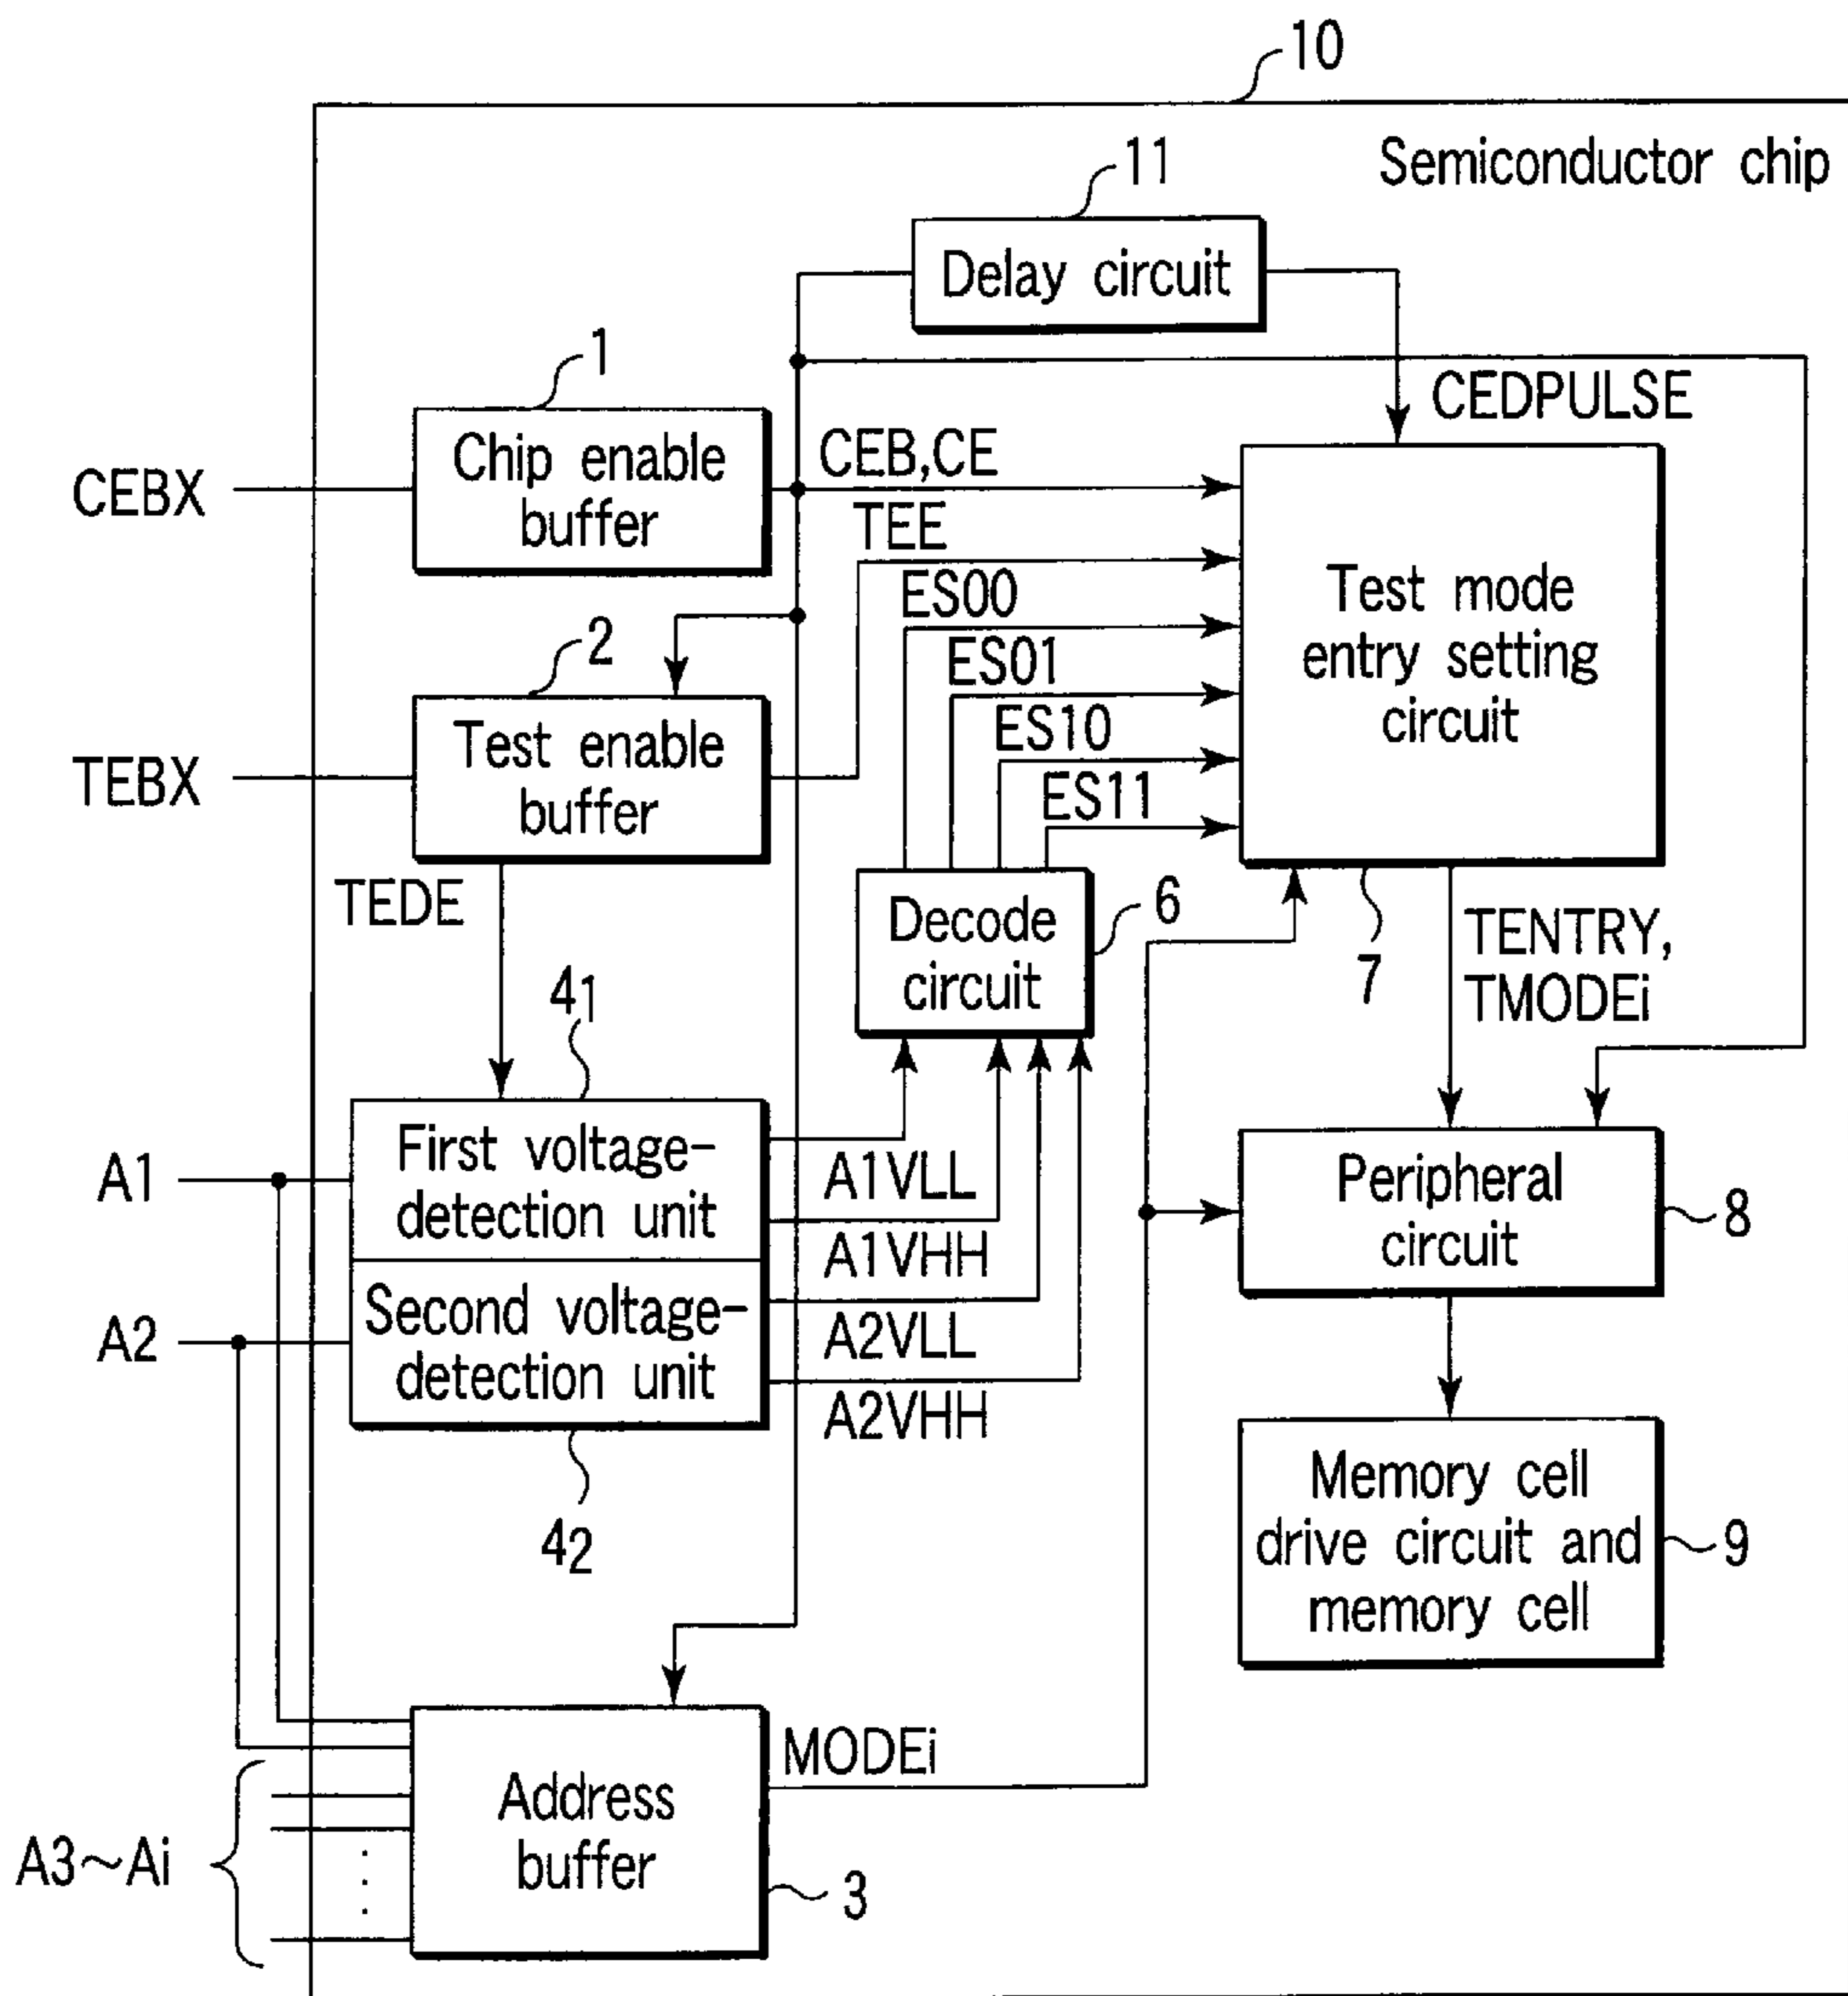 10
Semiconductor chip
11
Delay circuit
CEDPULSE
1
Chip enable
buffer
CEBX
CEB,CE
TEE
ES00
ES01
ES10
ES11
Test mode
entry setting
circuit
2
Test enable
buffer
TEBX
TEDE
Decode
circuit
6
7
TENTRY,
TMODEi
41
First voltage-
detection unit
A1
A1VLL
A1VHH
Second voltage-
detection unit
A2
A2VLL
A2VHH
42
Peripheral
circuit
8
Memory cell
drive circuit and
memory cell
9
MODEi
Address
buffer
A3~Ai
3